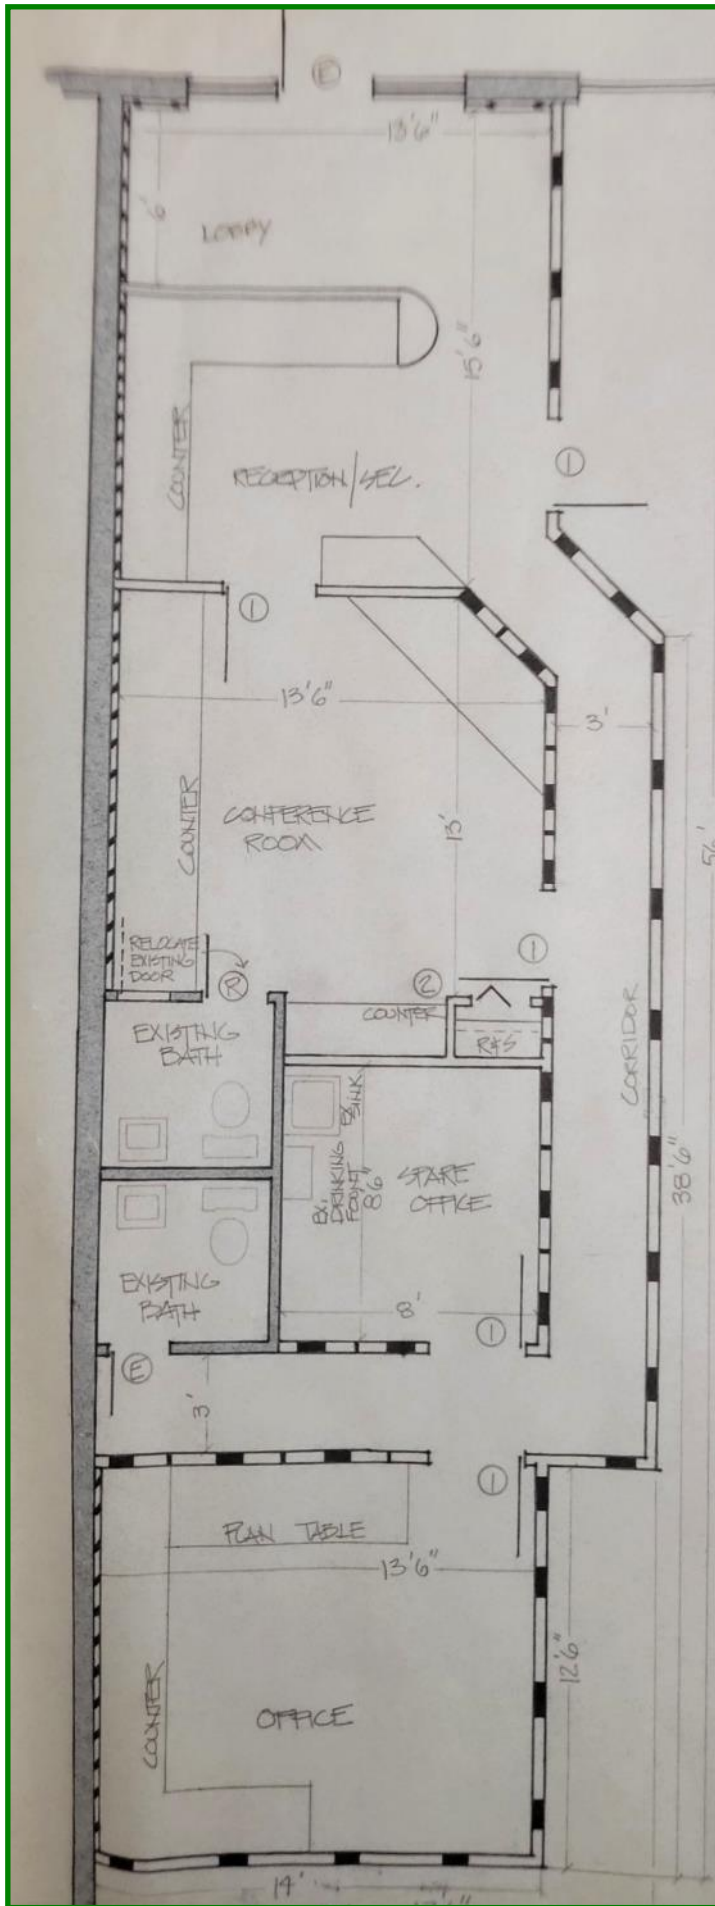 E
13'6"
6'
LOBBY
15'6"
COUNTER
RECEPTION/SEC.
1
1
13'6"
3'
COUNTER
CONFERENCE
ROOM
13'
56'
RELOCATE
EXISTING
DOOR
R
2
1
EXISTING
BATH
COUNTER
R&S
CORRIDOR
EX.
DRINKING
FOUNT.
EX.
SINK
8'6"
SPARE
OFFICE
38'6"
EXISTING
BATH
8'
1
E
3'
1
PLAN TABLE
13'6"
12'6"
COUNTER
OFFICE
14'